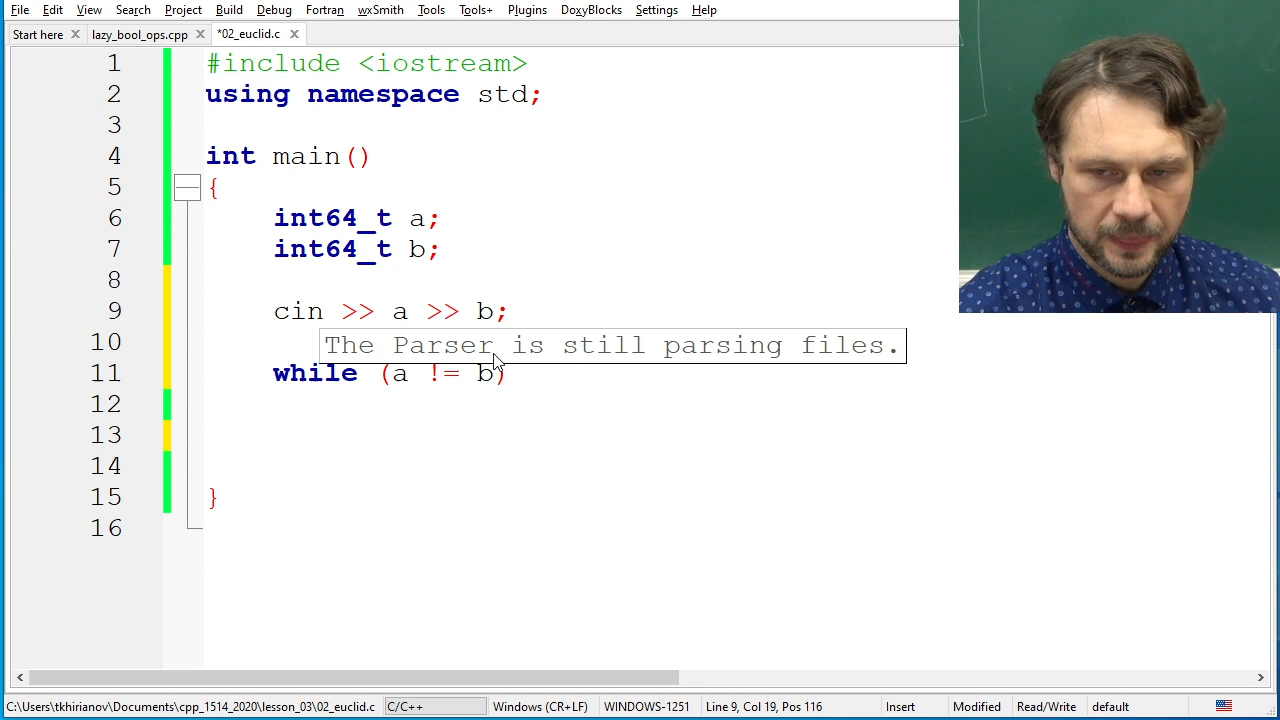 File Edit View Search Project Build Debug Fortran wxSmith Tools Tools+ Plugins DoxyBlocks Settings Help
Start here lazy_bool_ops.cpp *02_euclid.c
1 #include <iostream>
2 using namespace std;
3
4 int main()
5 {
6 int64_t a;
7 int64_t b;
8
9 cin >> a >> b;
10
The Parser is still parsing files.
11 while (a != b)
12
13
14
15 }
16
C:\Users\tkhirianov\Documents\cpp_1514_2020\lesson_03\02_euclid.c C/C++ Windows (CR+LF) WINDOWS-1251 Line 9, Col 19, Pos 116 Insert Modified Read/Write default